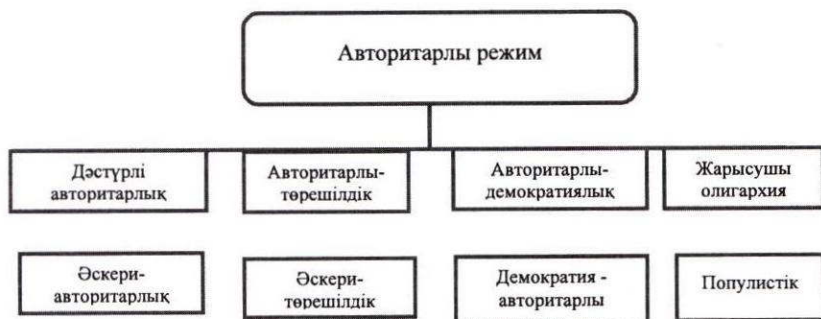 Авторитарлы режим
Дәстүрлі
авторитарлық
Авторитарлы-
төрешілдік
Авторитарлы-
демократиялық
Жарысушы
олигархия
Әскери-
авторитарлық
Әскери-
төрешілдік
Демократия -
авторитарлы
Популистік